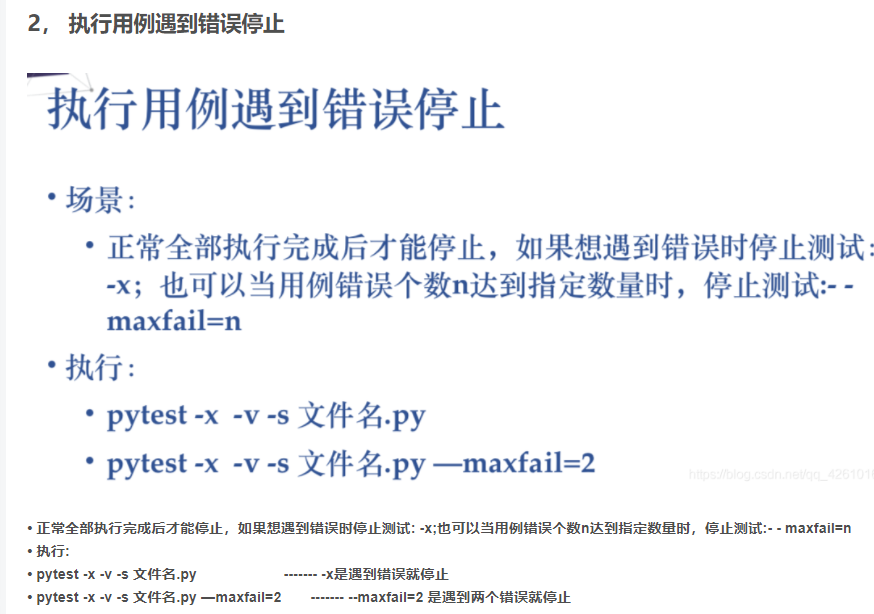 2， 执行用例遇到错误停止
执行用例遇到错误停止
• 场景：
• 正常全部执行完成后才能停止，如果想遇到错误时停止测试：
-x；也可以当用例错误个数n达到指定数量时，停止测试:- -
maxfail=n
• 执行：
• pytest -x  -v -s 文件名.py
• pytest -x  -v -s 文件名.py —maxfail=2
• 正常全部执行完成后才能停止，如果想遇到错误时停止测试: -x;也可以当用例错误个数n达到指定数量时，停止测试:- - maxfail=n
• 执行:
• pytest -x -v -s 文件名.py ------- -x是遇到错误就停止
• pytest -x -v -s 文件名.py —maxfail=2 ------- --maxfail=2 是遇到两个错误就停止